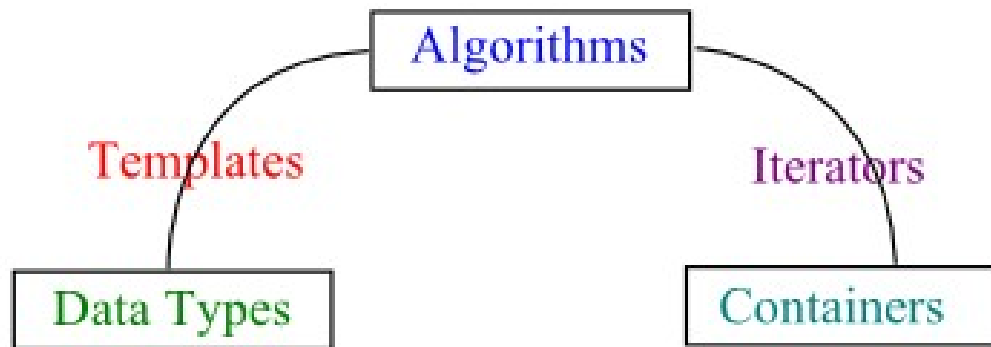 Algorithms
Templates
Iterators
Data Types
Containers